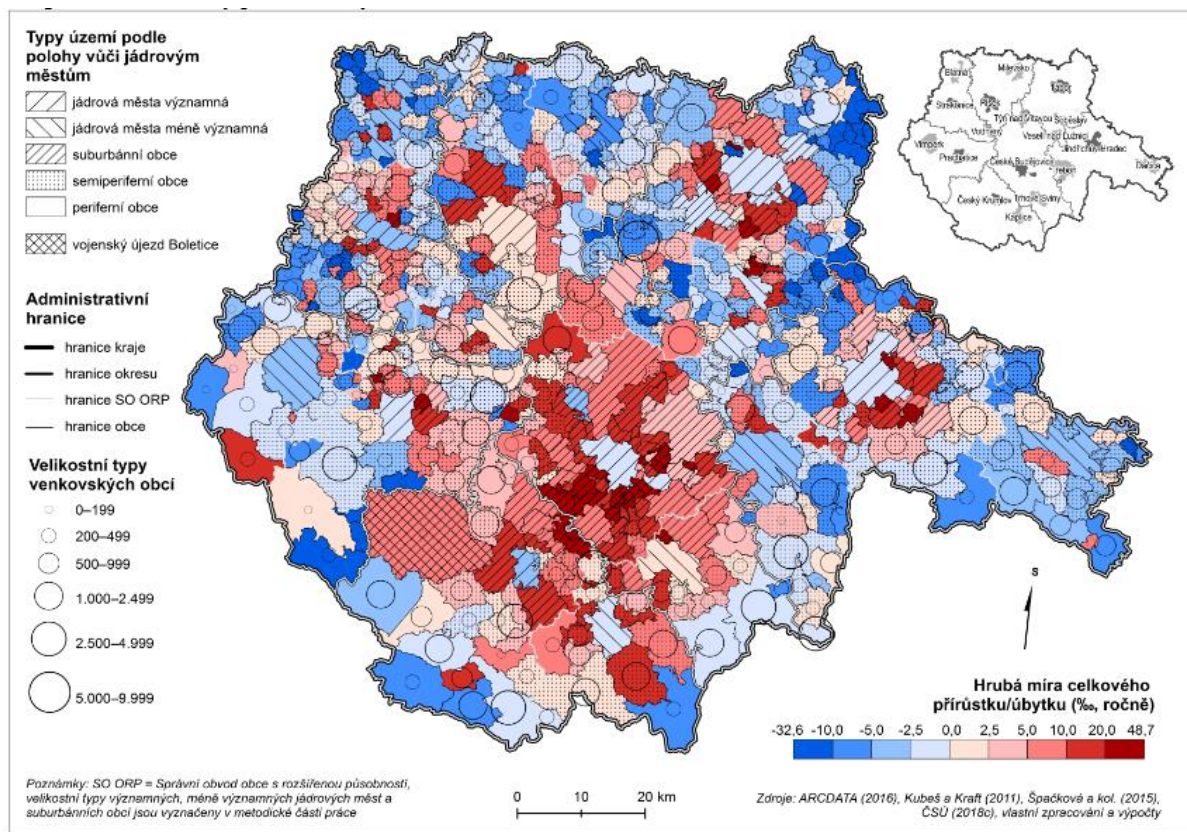 Typy území podle
polohy vůči jádrovým
městům
jádrová města významná
jádrová města méně významná
suburbánní obce
semiperiferní obce
periferní obce
vojenský újezd Boletice
Administrativní
hranice
hranice kraje
hranice okresu
hranice SO ORP
hranice obce
Velikostní typy
venkovských obcí
0–199
200–499
500–999
1.000–2.499
2.500–4.999
5.000–9.999
Blatná
Milevsko
Tábor
Strakonice
Písek
Týn nad Vltavou
Soběslav
Vodňany
Veselí nad Lužnicí
Jindřichův Hradec
Vimperk
Prachatice
České Budějovice
Třeboň
Dačice
Český Krumlov
Trhové Sviny
Kaplice
S
Hrubá míra celkového
přírůstku/úbytku (‰, ročně)
-32,6 -10,0 -5,0 -2,5 0,0 2,5 5,0 10,0 20,0 48,7
Poznámky: SO ORP = Správní obvod obce s rozšířenou působností,
velikostní typy významných, méně významných jádrových měst a
suburbánních obcí jsou vyznačeny v metodické části práce
0 10 20 km
Zdroje: ARCDATA (2016), Kubeš a Kraft (2011), Špačková a kol. (2015),
ČSÚ (2018c), vlastní zpracování a výpočty